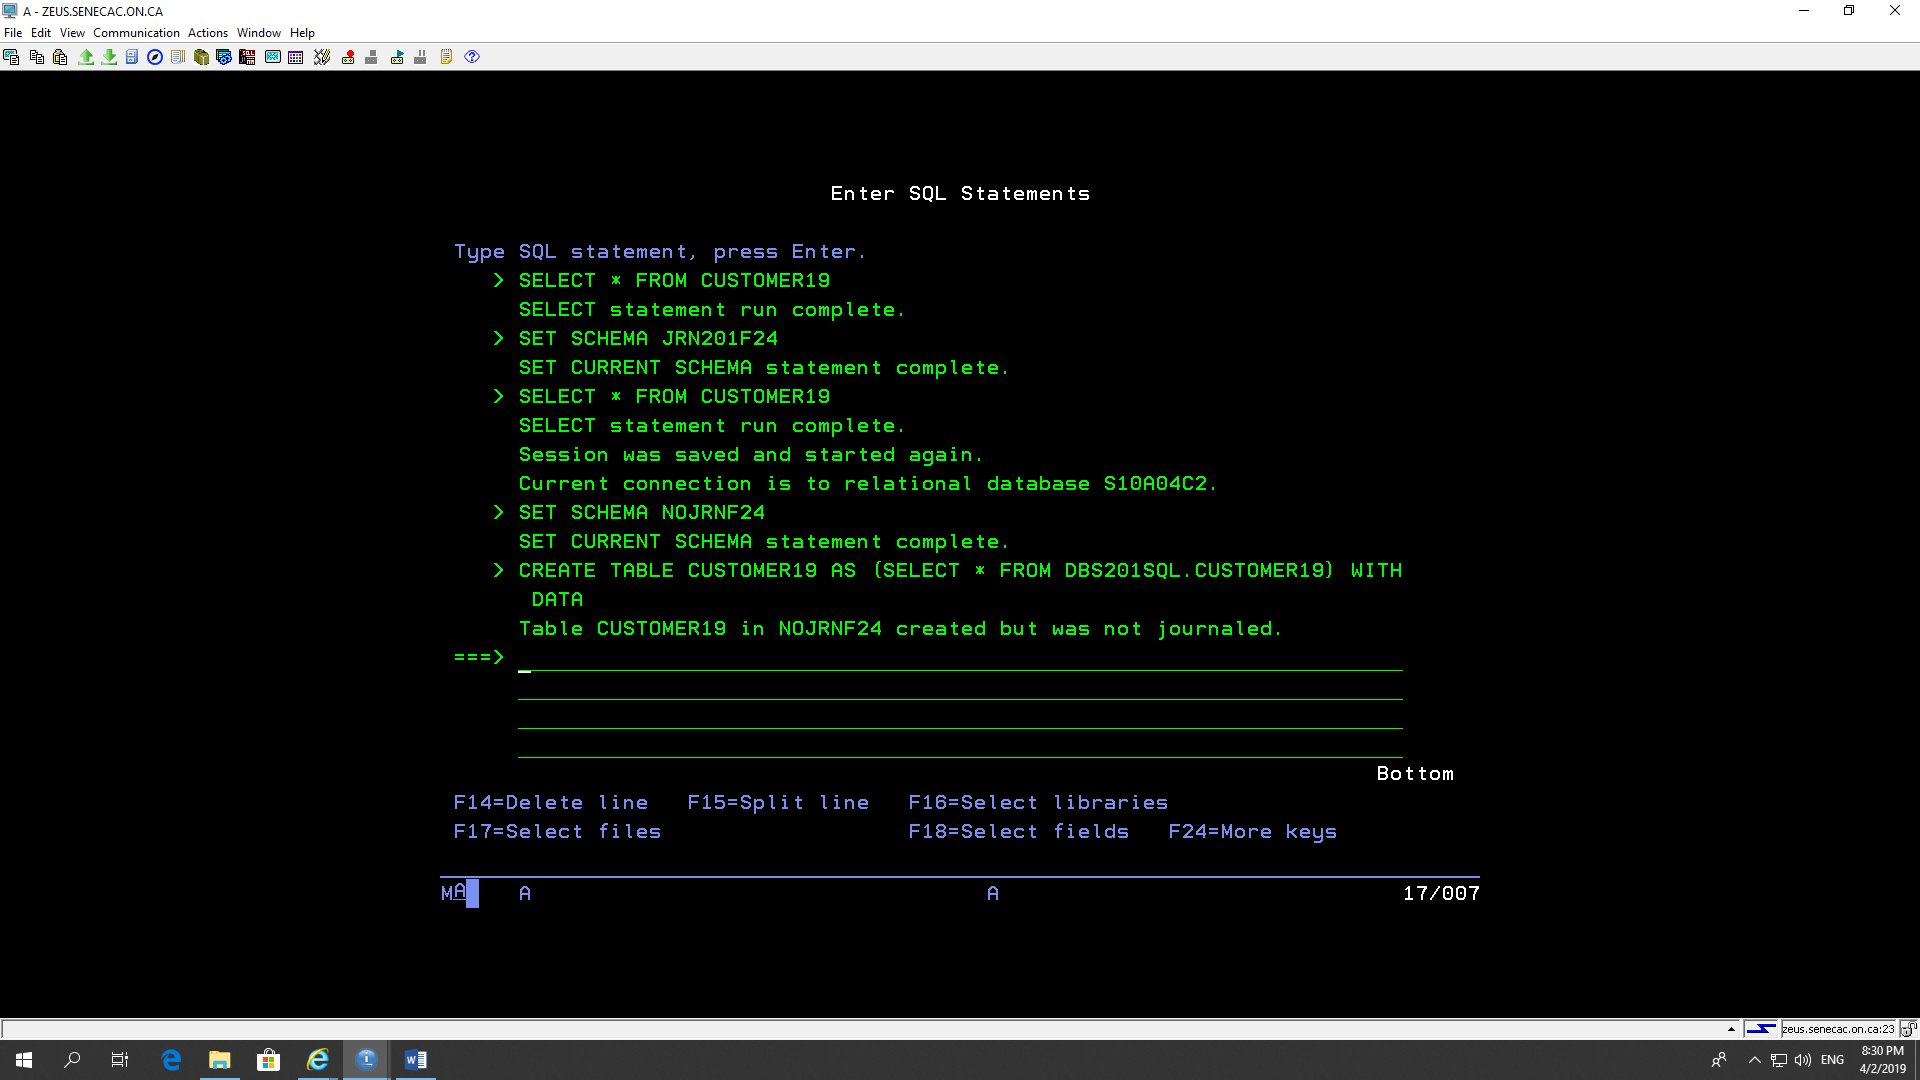 A - ZEUS.SENECAC.ON.CA
File Edit View Communication Actions Window Help
Enter SQL Statements
Type SQL statement, press Enter.
> SELECT * FROM CUSTOMER19
SELECT statement run complete.
> SET SCHEMA JRN201F24
SET CURRENT SCHEMA statement complete.
> SELECT * FROM CUSTOMER19
SELECT statement run complete.
Session was saved and started again.
Current connection is to relational database S10A04C2.
> SET SCHEMA NOJRNF24
SET CURRENT SCHEMA statement complete.
> CREATE TABLE CUSTOMER19 AS (SELECT * FROM DBS201SQL.CUSTOMER19) WITH
DATA
Table CUSTOMER19 in NOJRNF24 created but was not journaled.
===>
Bottom
F14=Delete line F15=Split line F16=Select libraries
F17=Select files F18=Select fields F24=More keys
MA A A 17/007
zeus.senecac.on.ca:23
ENG 8:30 PM
4/2/2019